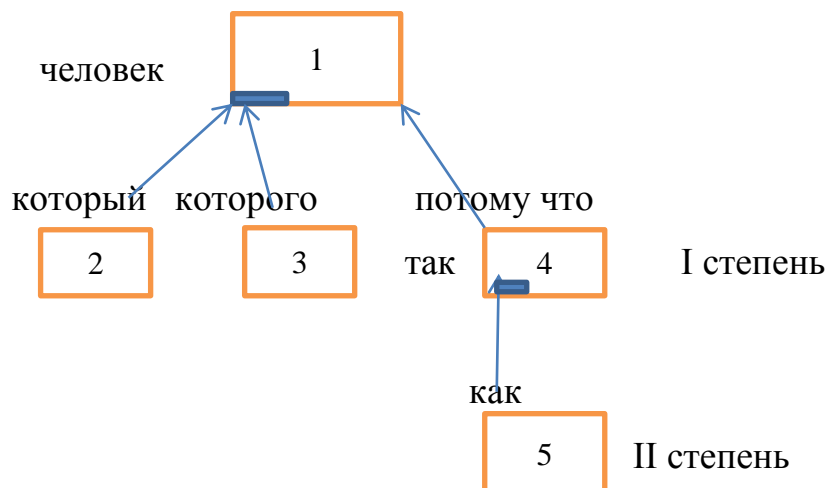 1
человек
который которого потому что
2 3 так 4 I степень
как
5 II степень